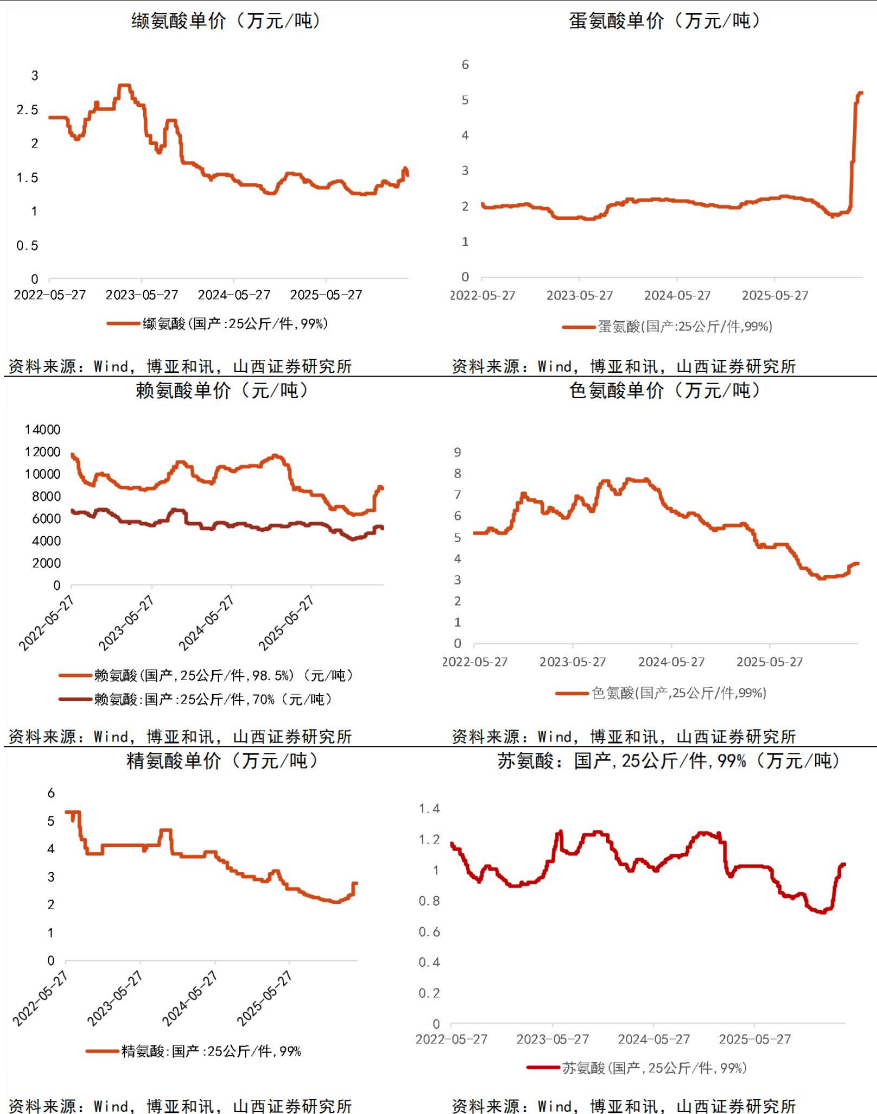 缬氨酸单价（万元/吨）
3
2.5
2
1.5
1
0.5
0
2022-05-27 2023-05-27 2024-05-27 2025-05-27
缬氨酸(国产:25公斤/件,99%)
资料来源：Wind，博亚和讯，山西证券研究所
蛋氨酸单价（万元/吨）
6
5
4
3
2
1
0
2022-05-27 2023-05-27 2024-05-27 2025-05-27
蛋氨酸(国产:25公斤/件,99%)
资料来源：Wind，博亚和讯，山西证券研究所
赖氨酸单价（元/吨）
14000
12000
10000
8000
6000
4000
2000
0
2022-05-27 2023-05-27 2024-05-27 2025-05-27
赖氨酸(国产,25公斤/件,98.5%)（元/吨）
赖氨酸:国产:25公斤/件,70%（元/吨）
资料来源：Wind，博亚和讯，山西证券研究所
色氨酸单价（万元/吨）
9
8
7
6
5
4
3
2
1
0
2022-05-27 2023-05-27 2024-05-27 2025-05-27
色氨酸(国产,25公斤/件,99%)
资料来源：Wind，博亚和讯，山西证券研究所
精氨酸单价（万元/吨）
6
5
4
3
2
1
0
2022-05-27 2023-05-27 2024-05-27 2025-05-27
精氨酸:国产:25公斤/件,99%
资料来源：Wind，博亚和讯，山西证券研究所
苏氨酸：国产,25公斤/件,99%（万元/吨）
1.4
1.2
1
0.8
0.6
0.4
0.2
0
2022-05-27 2023-05-27 2024-05-27 2025-05-27
苏氨酸(国产,25公斤/件,99%)
资料来源：Wind，博亚和讯，山西证券研究所